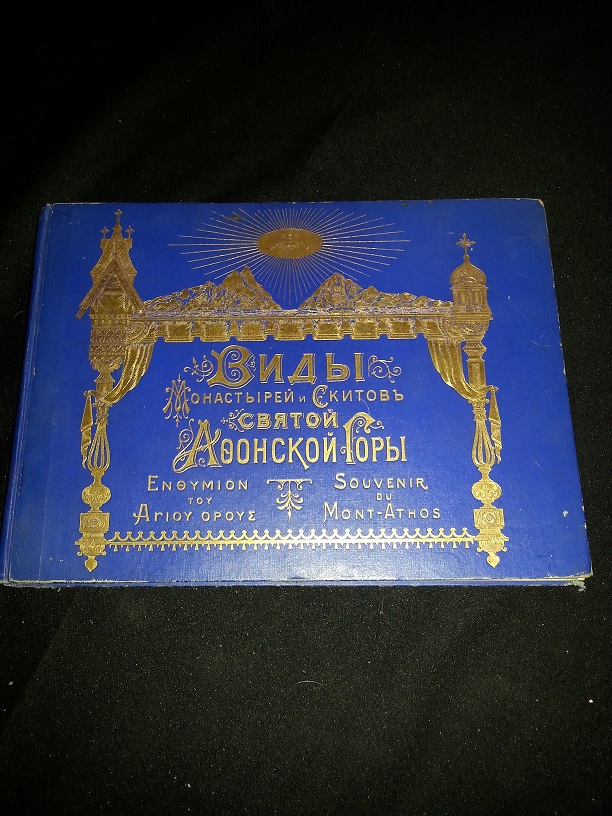 Виды
Монастырей и Скитовъ
святой
Аѳонской Горы
Ενθυμιον
του
Αγιου ορους
Souvenir
du
Mont-Athos